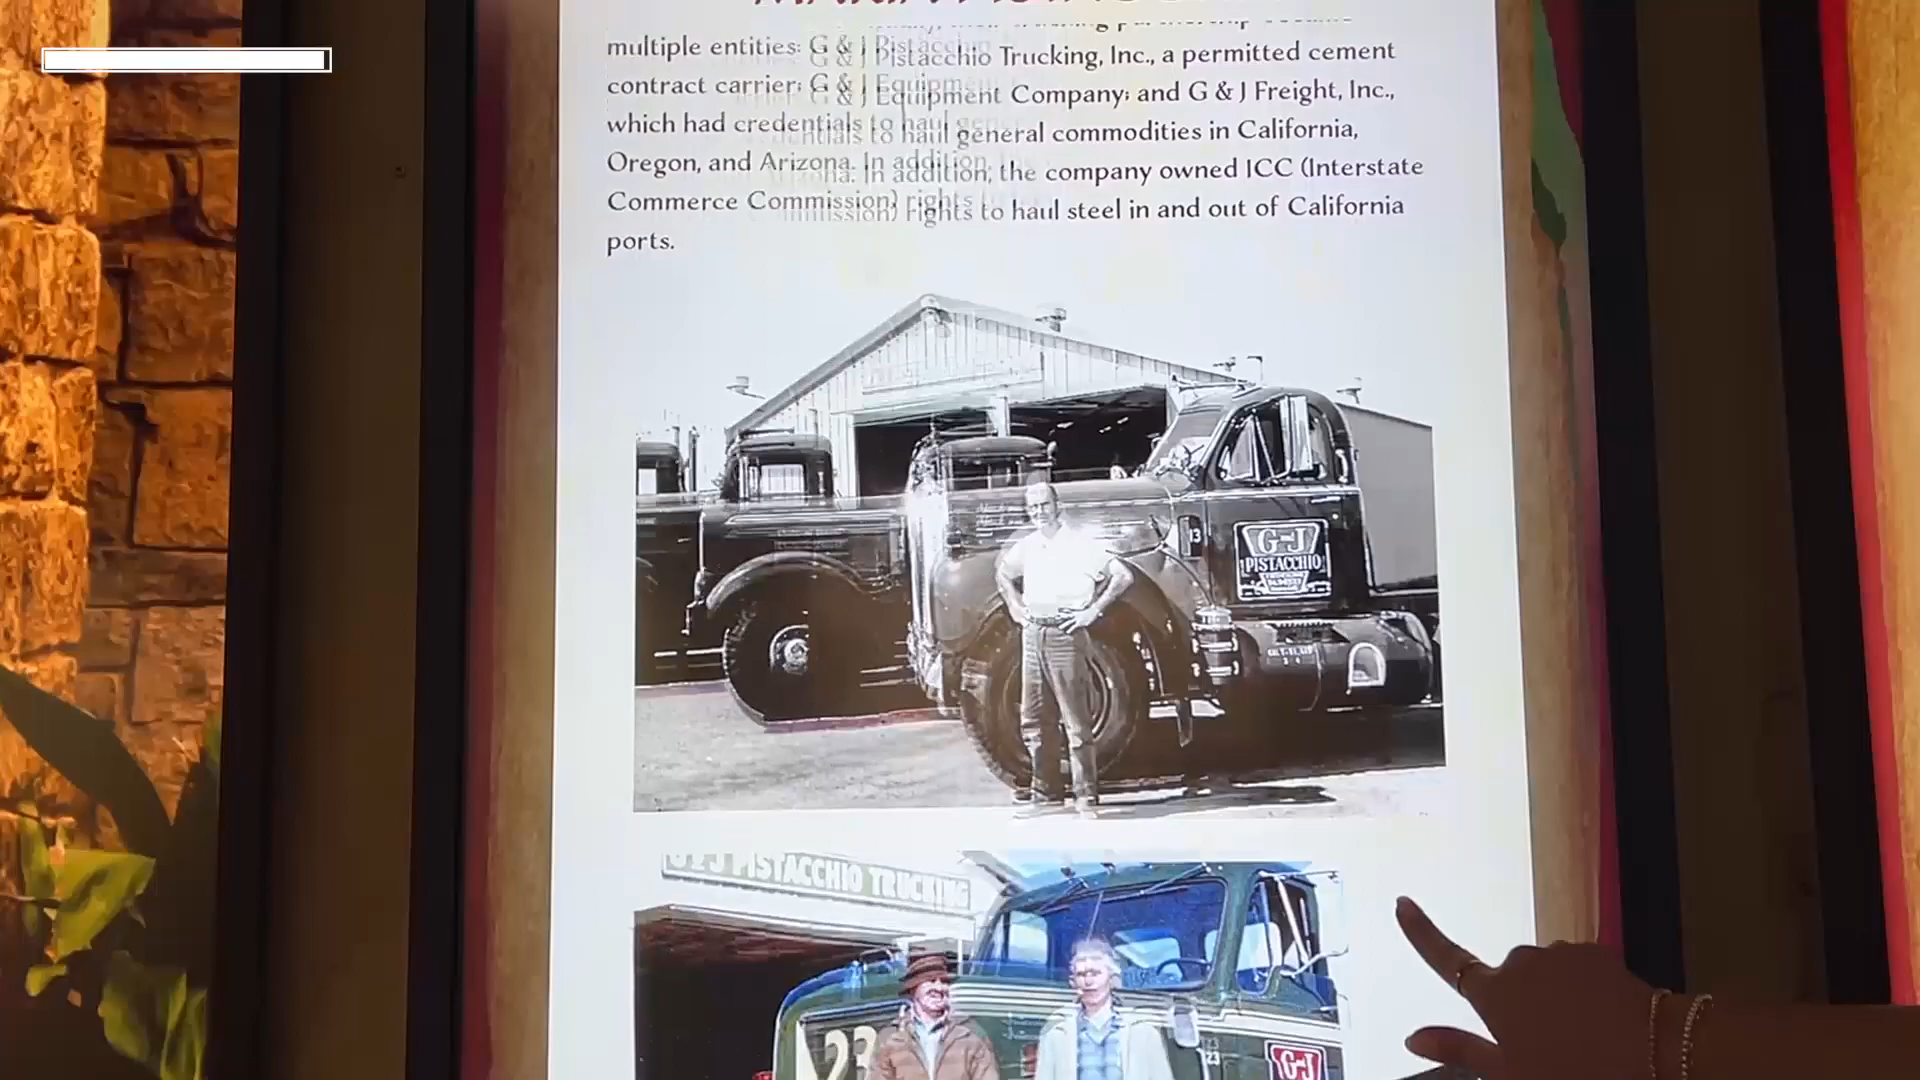 multiple entities: G & J Pistacchio Trucking, Inc., a permitted cement
contract carrier; G & J Equipment Company; and G & J Freight, Inc.,
which had credentials to haul general commodities in California,
Oregon, and Arizona. In addition, the company owned ICC (Interstate
Commerce Commission) rights to haul steel in and out of California
ports.
13
G-J
PISTACCHIO
G & J PISTACCHIO TRUCKING
23
23
G-J